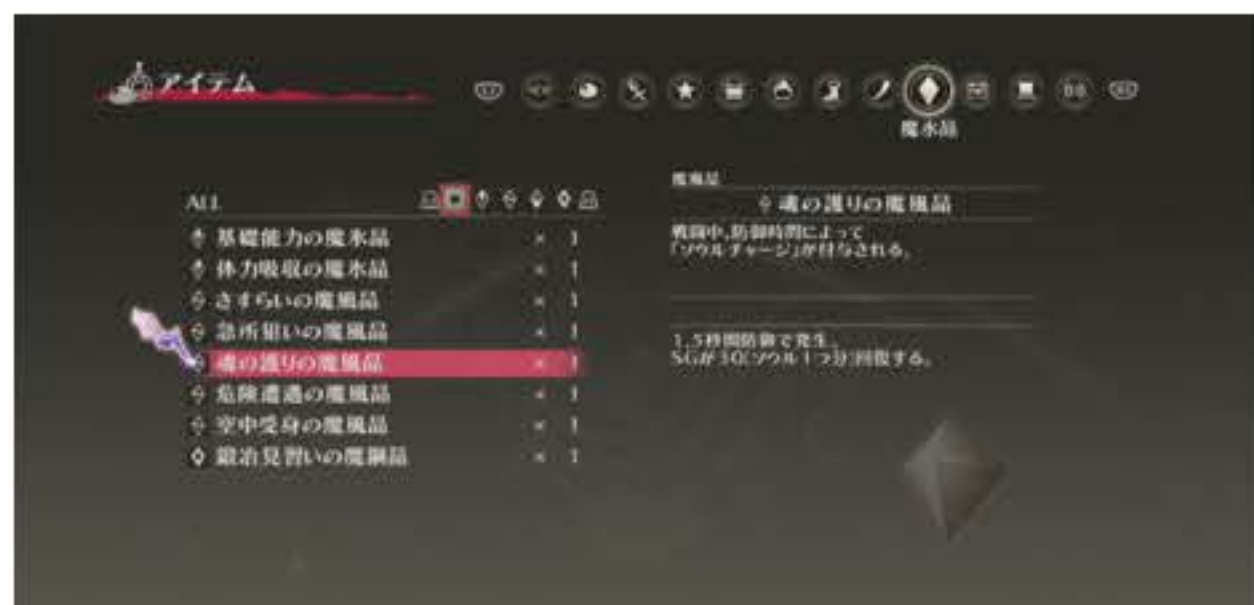 アイテム
魔水晶
ALL
基礎能力の魔氷晶 × 1
体力吸収の魔氷晶 × 1
さすらいの魔風晶 × 1
急所狙いの魔風晶 × 1
魂の護りの魔風晶 × 1
危険遭遇の魔風晶 × 1
空中受身の魔風晶 × 1
鍛冶見習いの魔鋼晶 × 1
魔風晶
魂の護りの魔風晶
戦闘中、防御時間によって
「ソウルチャージ」が付与される。
1.5秒間防御で発生。
SGが30(ソウル1つ分)回復する。